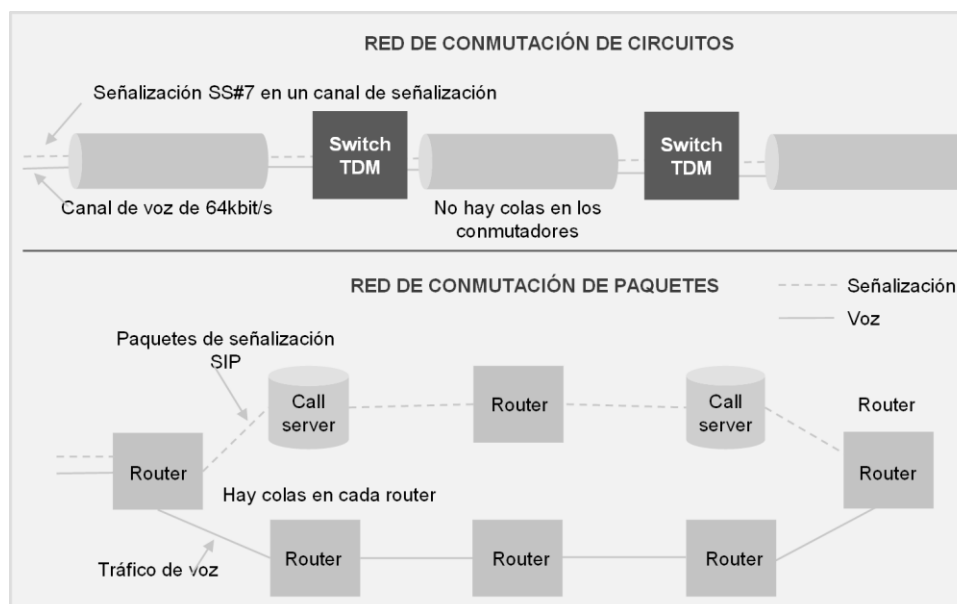 RED DE CONMUTACIÓN DE CIRCUITOS
Señalización SS#7 en un canal de señalización
Switch
TDM
Switch
TDM
Canal de voz de 64kbit/s
No hay colas en los
conmutadores
RED DE CONMUTACIÓN DE PAQUETES
Señalización
Voz
Paquetes de señalización
SIP
Call
server
Router
Call
server
Router
Router
Router
Hay colas en cada router
Router
Router
Router
Tráfico de voz